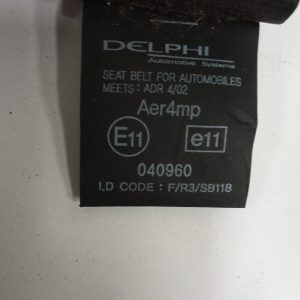 DELPHI
Automotive Systems
SEAT BELT FOR AUTOMOBILES
MEETS: ADR 4/02
Aer4mp
E11 e11
040960
I.D CODE : F/R3/SB118